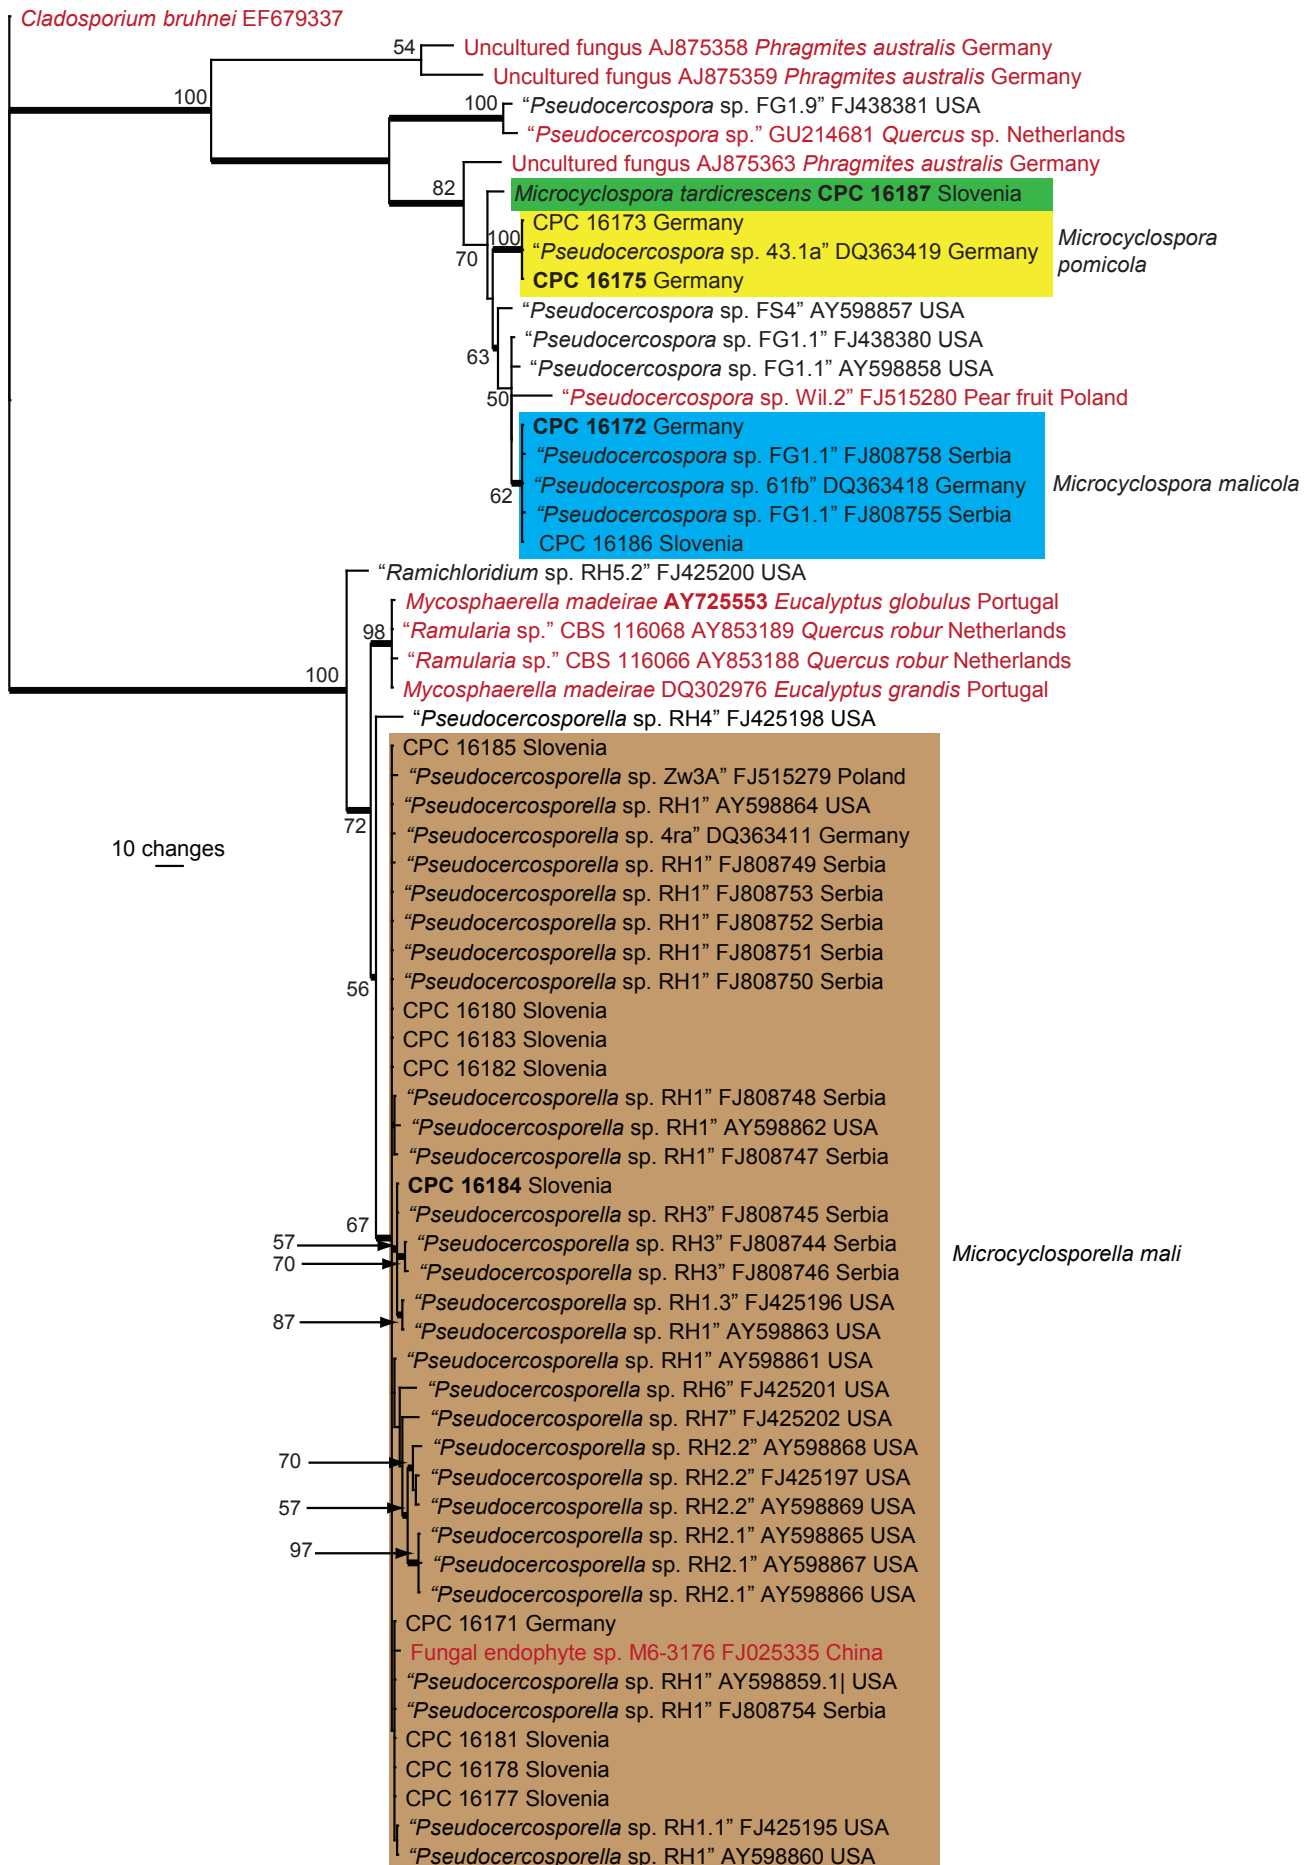 Cladosporium bruhnei EF679337
54
Uncultured fungus AJ875358 Phragmites australis Germany
Uncultured fungus AJ875359 Phragmites australis Germany
100
100
“Pseudocercospora sp. FG1.9” FJ438381 USA
“Pseudocercospora sp.” GU214681 Quercus sp. Netherlands
Uncultured fungus AJ875363 Phragmites australis Germany
82
Microcyclospora tardicrescens CPC 16187 Slovenia
CPC 16173 Germany
100
70
“Pseudocercospora sp. 43.1a” DQ363419 Germany
CPC 16175 Germany
Microcyclospora
pomicola
“Pseudocercospora sp. FS4” AY598857 USA
“Pseudocercospora sp. FG1.1” FJ438380 USA
63
“Pseudocercospora sp. FG1.1” AY598858 USA
50
“Pseudocercospora sp. Wil.2” FJ515280 Pear fruit Poland
CPC 16172 Germany
“Pseudocercospora sp. FG1.1” FJ808758 Serbia
“Pseudocercospora sp. 61fb” DQ363418 Germany
Microcyclospora malicola
62
“Pseudocercospora sp. FG1.1” FJ808755 Serbia
CPC 16186 Slovenia
“Ramichloridium sp. RH5.2” FJ425200 USA
Mycosphaerella madeirae AY725553 Eucalyptus globulus Portugal
98
“Ramularia sp.” CBS 116068 AY853189 Quercus robur Netherlands
“Ramularia sp.” CBS 116066 AY853188 Quercus robur Netherlands
100
Mycosphaerella madeirae DQ302976 Eucalyptus grandis Portugal
“Pseudocercosporella sp. RH4” FJ425198 USA
CPC 16185 Slovenia
“Pseudocercosporella sp. Zw3A” FJ515279 Poland
“Pseudocercosporella sp. RH1” AY598864 USA
72
“Pseudocercosporella sp. 4ra” DQ363411 Germany
10 changes
“Pseudocercosporella sp. RH1” FJ808749 Serbia
“Pseudocercosporella sp. RH1” FJ808753 Serbia
“Pseudocercosporella sp. RH1” FJ808752 Serbia
“Pseudocercosporella sp. RH1” FJ808751 Serbia
“Pseudocercosporella sp. RH1” FJ808750 Serbia
56
CPC 16180 Slovenia
CPC 16183 Slovenia
CPC 16182 Slovenia
“Pseudocercosporella sp. RH1” FJ808748 Serbia
“Pseudocercosporella sp. RH1” AY598862 USA
“Pseudocercosporella sp. RH1” FJ808747 Serbia
CPC 16184 Slovenia
“Pseudocercosporella sp. RH3” FJ808745 Serbia
67
57
“Pseudocercosporella sp. RH3” FJ808744 Serbia
Microcyclosporella mali
70
“Pseudocercosporella sp. RH3” FJ808746 Serbia
“Pseudocercosporella sp. RH1.3” FJ425196 USA
87
“Pseudocercosporella sp. RH1” AY598863 USA
“Pseudocercosporella sp. RH1” AY598861 USA
“Pseudocercosporella sp. RH6” FJ425201 USA
“Pseudocercosporella sp. RH7” FJ425202 USA
“Pseudocercosporella sp. RH2.2” AY598868 USA
70
“Pseudocercosporella sp. RH2.2” FJ425197 USA
57
“Pseudocercosporella sp. RH2.2” AY598869 USA
“Pseudocercosporella sp. RH2.1” AY598865 USA
97
“Pseudocercosporella sp. RH2.1” AY598867 USA
“Pseudocercosporella sp. RH2.1” AY598866 USA
CPC 16171 Germany
Fungal endophyte sp. M6-3176 FJ025335 China
“Pseudocercosporella sp. RH1” AY598859.1| USA
“Pseudocercosporella sp. RH1” FJ808754 Serbia
CPC 16181 Slovenia
CPC 16178 Slovenia
CPC 16177 Slovenia
“Pseudocercosporella sp. RH1.1” FJ425195 USA
“Pseudocercosporella sp. RH1” AY598860 USA